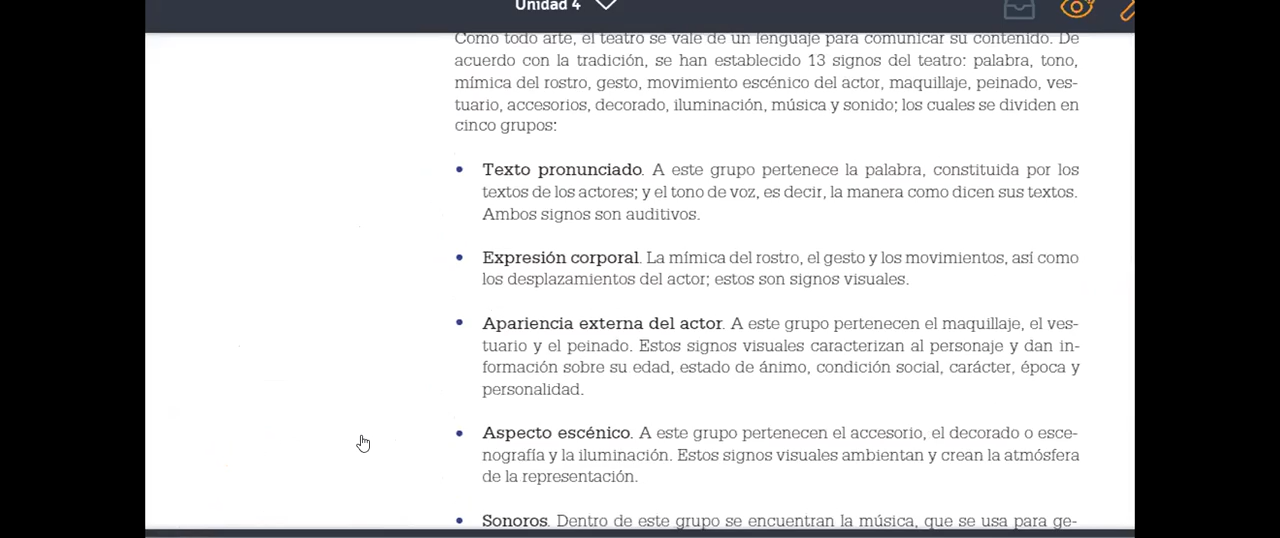 Unidad 4
Como todo arte, el teatro se vale de un lenguaje para comunicar su contenido. De
acuerdo con la tradición, se han establecido 13 signos del teatro: palabra, tono,
mímica del rostro, gesto, movimiento escénico del actor, maquillaje, peinado, ves-
tuario, accesorios, decorado, iluminación, música y sonido; los cuales se dividen en
cinco grupos:
• Texto pronunciado. A este grupo pertenece la palabra, constituida por los
textos de los actores; y el tono de voz, es decir, la manera como dicen sus textos.
Ambos signos son auditivos.
• Expresión corporal. La mímica del rostro, el gesto y los movimientos, así como
los desplazamientos del actor; estos son signos visuales.
• Apariencia externa del actor. A este grupo pertenecen el maquillaje, el ves-
tuario y el peinado. Estos signos visuales caracterizan al personaje y dan in-
formación sobre su edad, estado de ánimo, condición social, carácter, época y
personalidad.
• Aspecto escénico. A este grupo pertenecen el accesorio, el decorado o esce-
nografía y la iluminación. Estos signos visuales ambientan y crean la atmósfera
de la representación.
• Sonoros. Dentro de este grupo se encuentran la música, que se usa para ge-